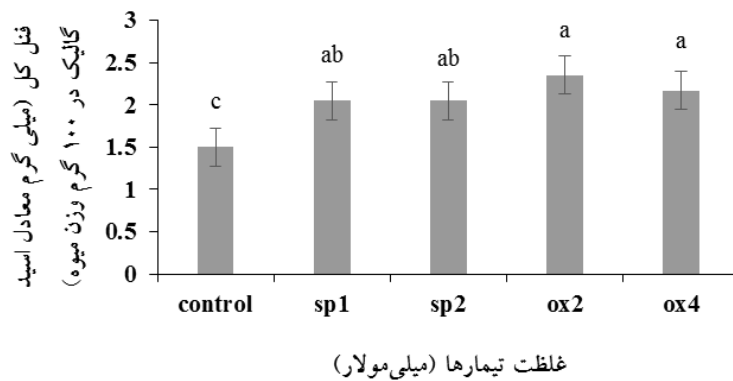 فنل کل (میلی گرم معادل اسید
گالیک در ۱۰۰ گرم وزن میوه)
3
2.5
2
1.5
1
0.5
0
c
ab
ab
a
a
control sp1 sp2 ox2 ox4
غلظت تیمارها (میلی‌مولار)